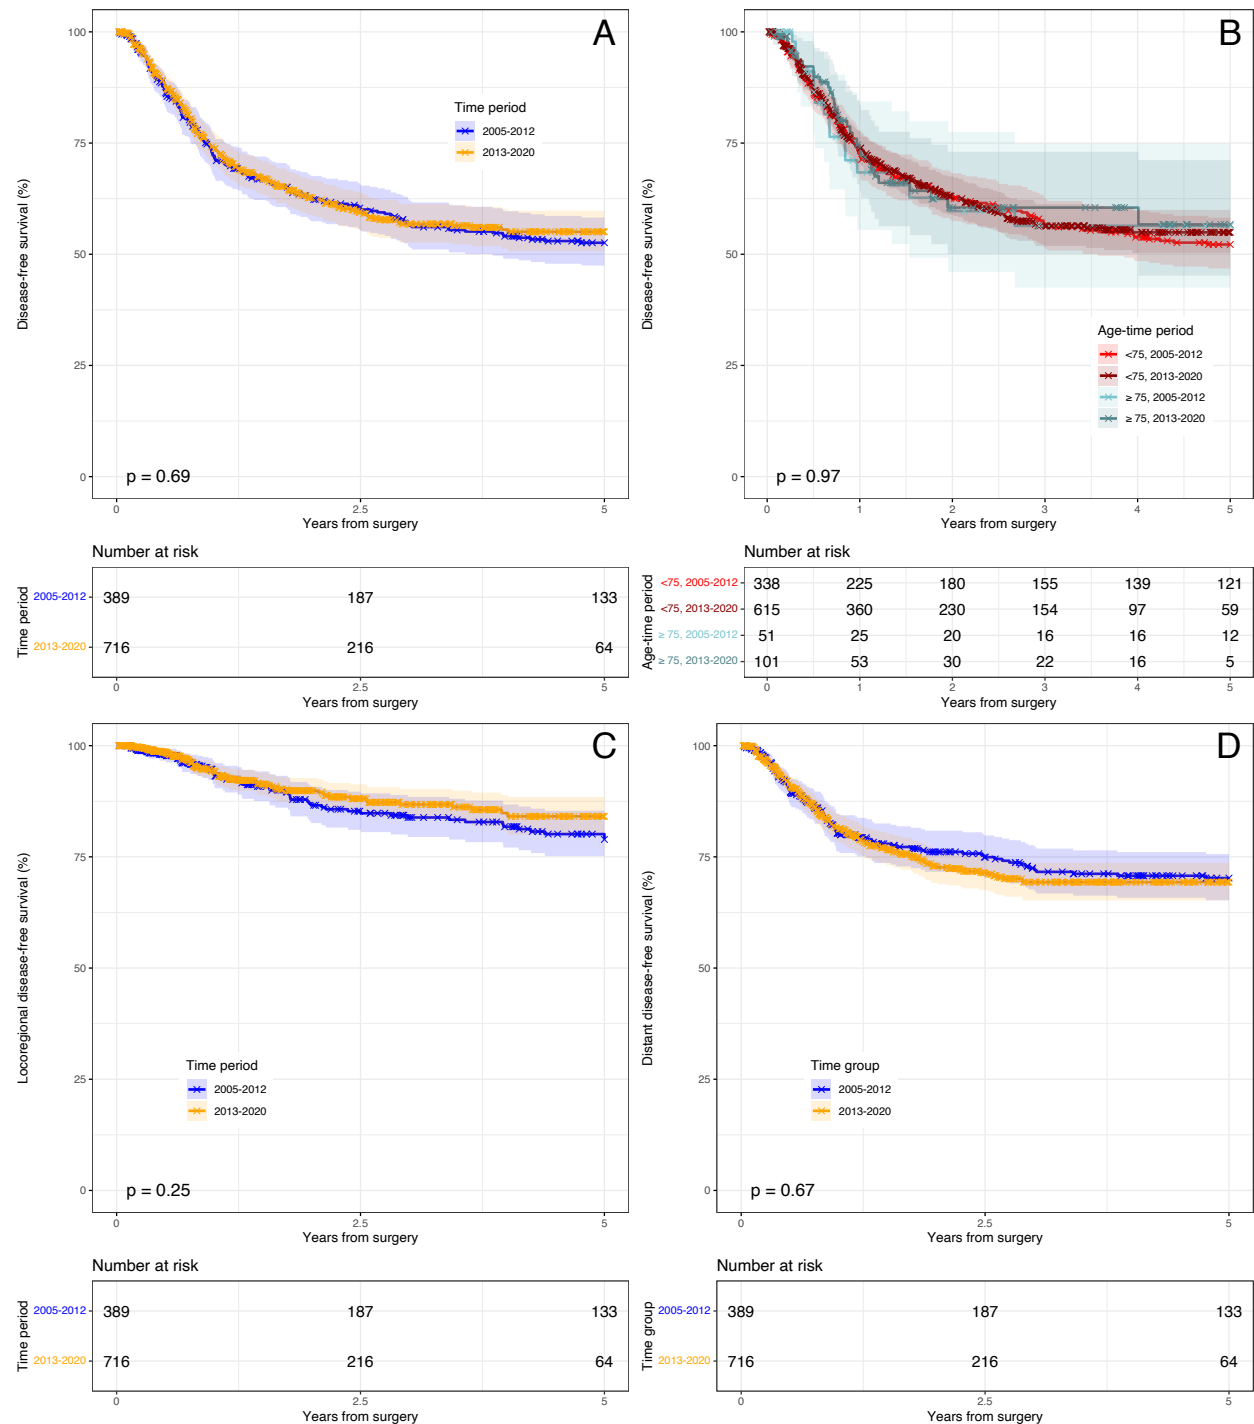 A
Disease-free survival (%)
100
75
50
25
0
Time period
2005-2012
2013-2020
p = 0.69
0 2.5 5
Years from surgery
Number at risk
Time period
2005-2012 389 187 133
2013-2020 716 216 64
0 2.5 5
Years from surgery
B
Disease-free survival (%)
100
75
50
25
0
Age-time period
<75, 2005-2012
<75, 2013-2020
≥ 75, 2005-2012
≥ 75, 2013-2020
p = 0.97
0 1 2 3 4 5
Years from surgery
Number at risk
Age-time period
<75, 2005-2012 338 225 180 155 139 121
<75, 2013-2020 615 360 230 154 97 59
≥ 75, 2005-2012 51 25 20 16 16 12
≥ 75, 2013-2020 101 53 30 22 16 5
0 1 2 3 4 5
Years from surgery
C
Locoregional disease-free survival (%)
100
75
50
25
0
Time period
2005-2012
2013-2020
p = 0.25
0 2.5 5
Years from surgery
Number at risk
Time period
2005-2012 389 187 133
2013-2020 716 216 64
0 2.5 5
Years from surgery
D
Distant disease-free survival (%)
100
75
50
25
0
Time group
2005-2012
2013-2020
p = 0.67
0 2.5 5
Years from surgery
Number at risk
Time group
2005-2012 389 187 133
2013-2020 716 216 64
0 2.5 5
Years from surgery